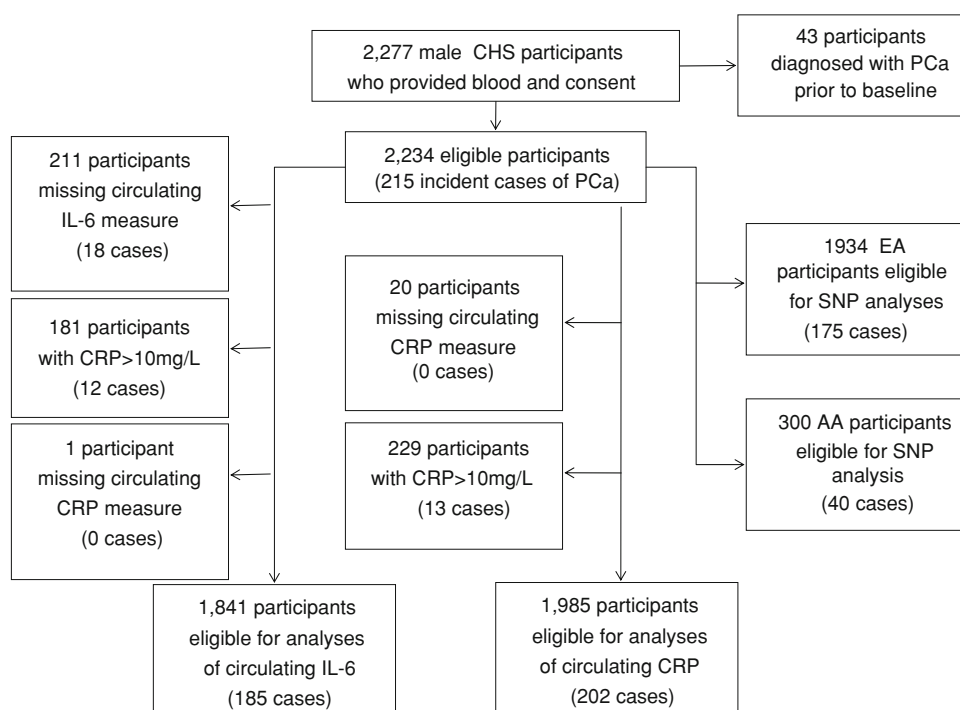 2,277 male CHS participants
who provided blood and consent
43 participants
diagnosed with PCa
prior to baseline
2,234 eligible participants
(215 incident cases of PCa)
211 participants
missing circulating
IL-6 measure
(18 cases)
181 participants
with CRP>10mg/L
(12 cases)
1 participant
missing circulating
CRP measure
(0 cases)
20 participants
missing circulating
CRP measure
(0 cases)
229 participants
with CRP>10mg/L
(13 cases)
1934 EA
participants eligible
for SNP analyses
(175 cases)
300 AA participants
eligible for SNP
analysis
(40 cases)
1,841 participants
eligible for analyses
of circulating IL-6
(185 cases)
1,985 participants
eligible for analyses
of circulating CRP
(202 cases)